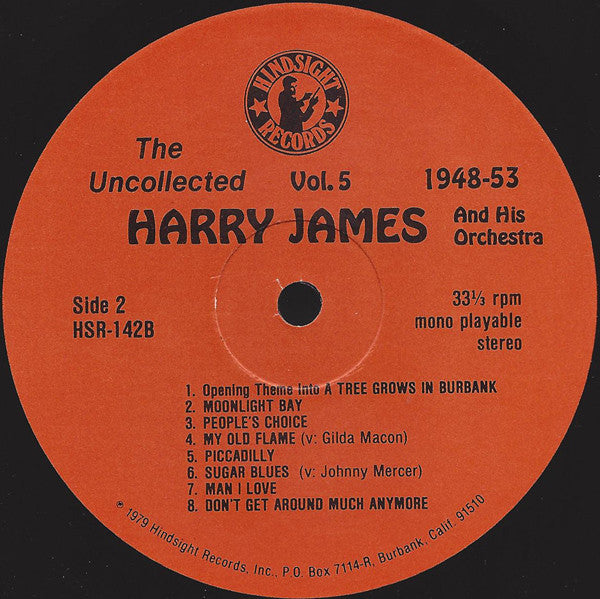 HINDSIGHT
RECORDS
The
Uncollected Vol. 5 1948-53
HARRY JAMES And His
Orchestra
Side 2
HSR-142B
33⅓ rpm
mono playable
stereo
1. Opening Theme into A TREE GROWS IN BURBANK
2. MOONLIGHT BAY
3. PEOPLE'S CHOICE
4. MY OLD FLAME (v: Gilda Macon)
5. PICCADILLY
6. SUGAR BLUES (v: Johnny Mercer)
7. MAN I LOVE
8. DON'T GET AROUND MUCH ANYMORE
℗ 1979 Hindsight Records, Inc., P.O. Box 7114-R, Burbank, Calif. 91510